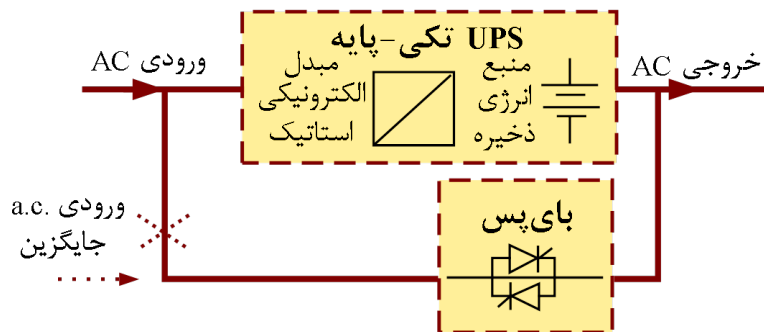 UPS تکی-پایه
ورودی AC
مبدل
الکترونیکی
استاتیک
منبع
انرژی
ذخیره
خروجی AC
بای‌پس
ورودی a.c.
جایگزین